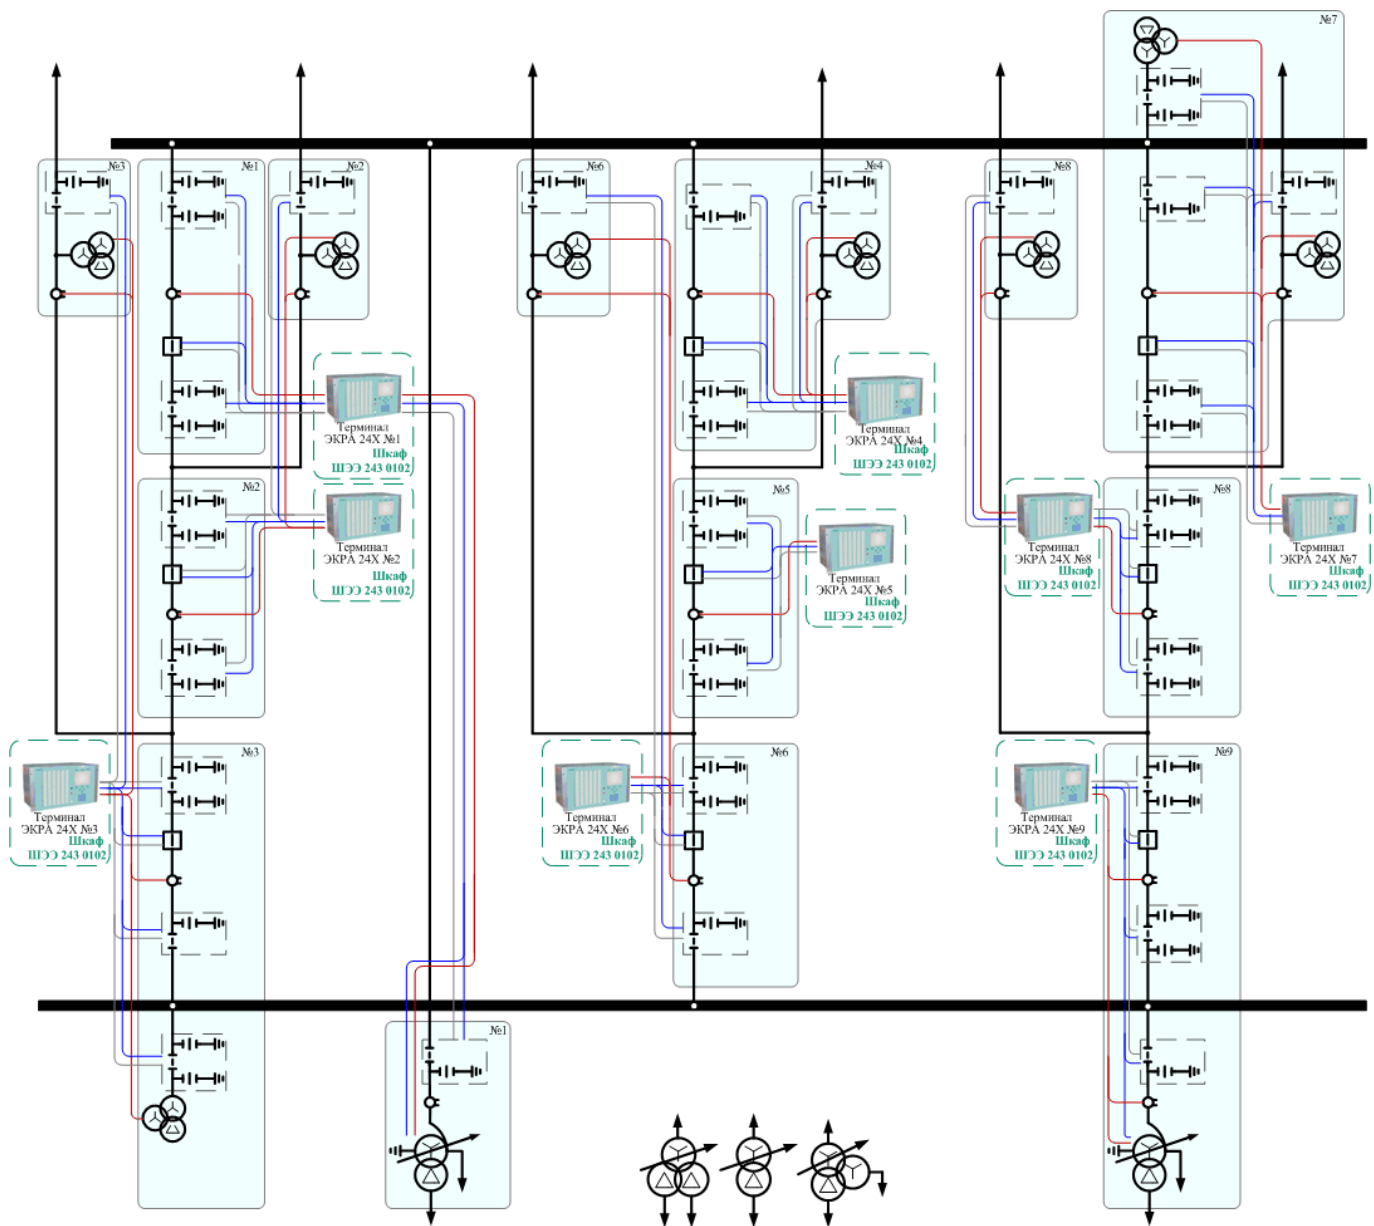 №7
№3
№1
№2
№6
№4
№8
Терминал
ЭКРА 24Х №1
Шкаф
ШЭЭ 243 0102
Терминал
ЭКРА 24Х №4
Шкаф
ШЭЭ 243 0102
№2
№5
№8
Терминал
ЭКРА 24Х №2
Шкаф
ШЭЭ 243 0102
Терминал
ЭКРА 24Х №5
Шкаф
ШЭЭ 243 0102
Терминал
ЭКРА 24Х №8
Шкаф
ШЭЭ 243 0102
Терминал
ЭКРА 24Х №7
Шкаф
ШЭЭ 243 0102
№3
№6
№9
Терминал
ЭКРА 24Х №3
Шкаф
ШЭЭ 243 0102
Терминал
ЭКРА 24Х №6
Шкаф
ШЭЭ 243 0102
Терминал
ЭКРА 24Х №9
Шкаф
ШЭЭ 243 0102
№1